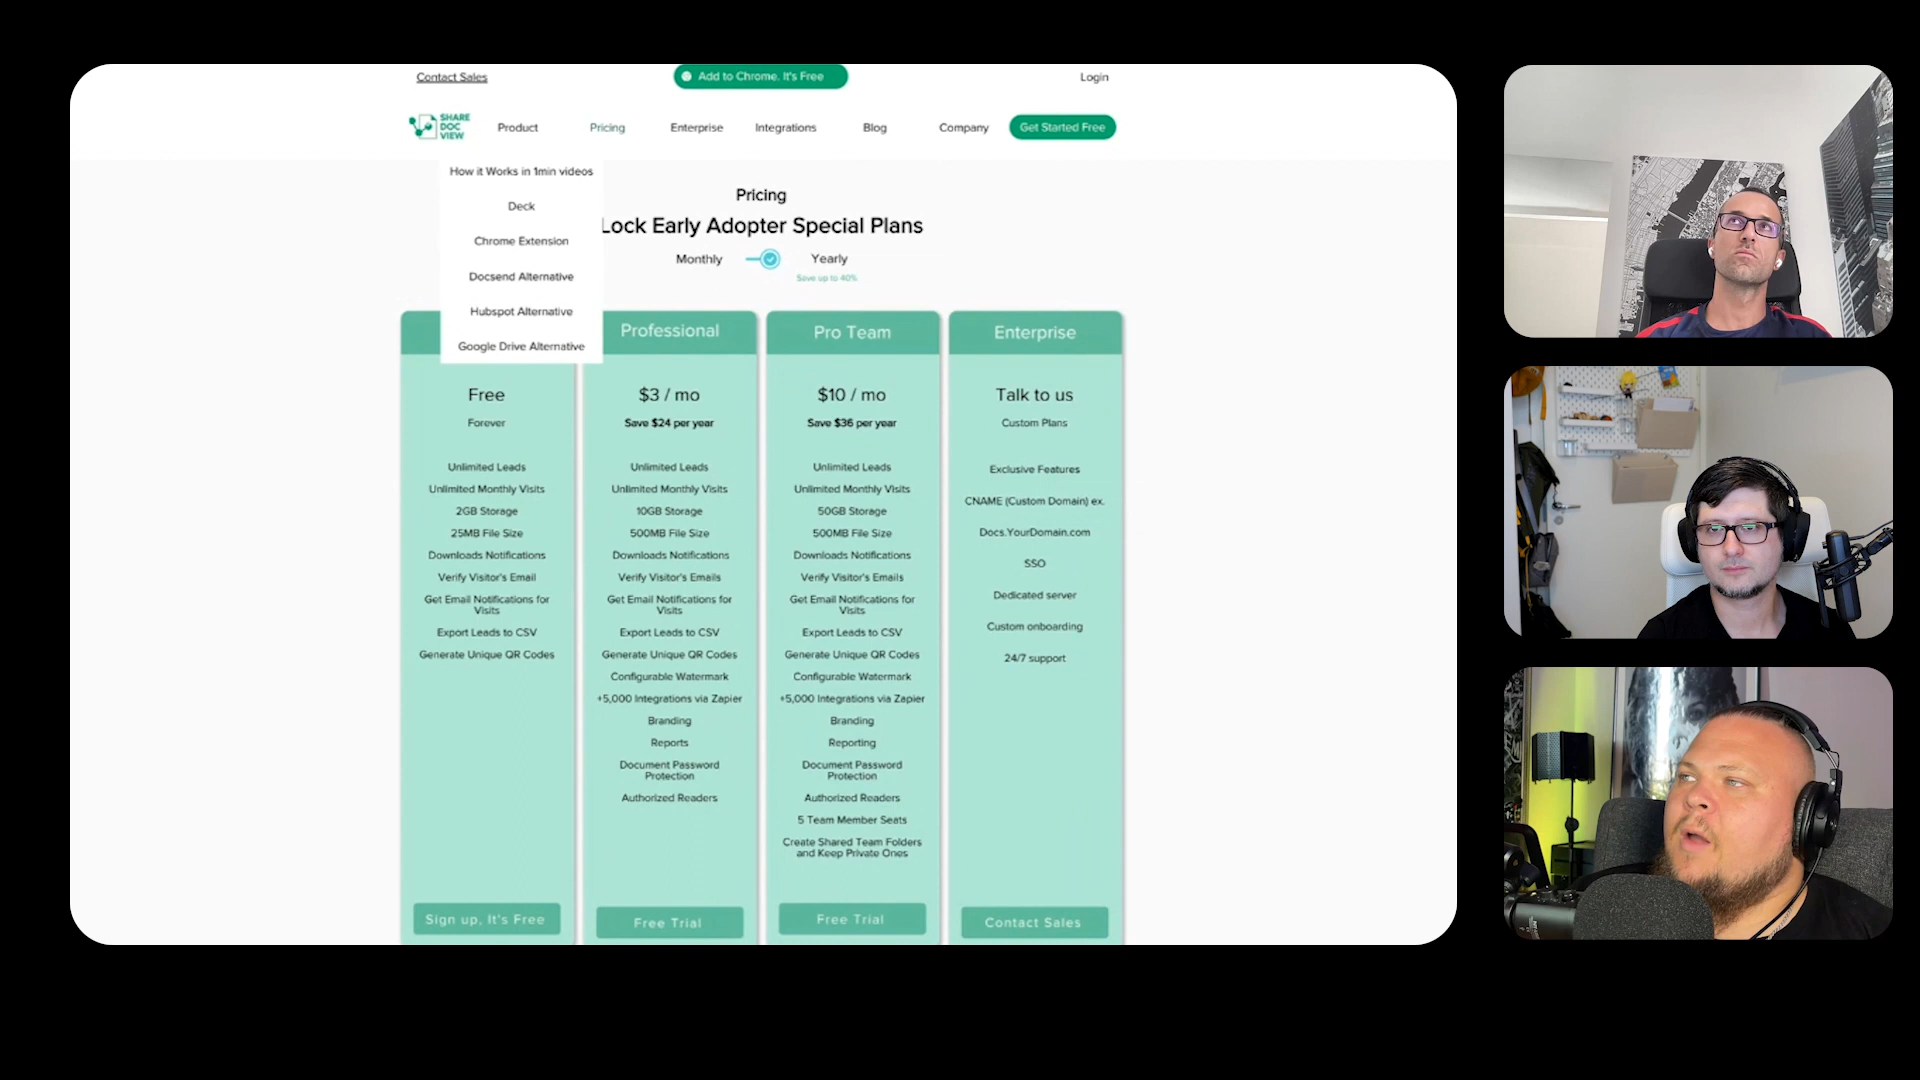 Contact Sales
Add to Chrome. It's Free
Login
SHARE
DOC
VIEW
Product
Pricing
Enterprise
Integrations
Blog
Company
Get Started Free
How it Works in 1min videos
Deck
Chrome Extension
Docsend Alternative
Hubspot Alternative
Google Drive Alternative
Pricing
Lock Early Adopter Special Plans
Monthly
Yearly
Save up to 40%
Free
Forever
Unlimited Leads
Unlimited Monthly Visits
2GB Storage
25MB File Size
Downloads Notifications
Verify Visitor's Email
Get Email Notifications for
Visits
Export Leads to CSV
Generate Unique QR Codes
Sign up, It's Free
Professional
$3 / mo
Save $24 per year
Unlimited Leads
Unlimited Monthly Visits
10GB Storage
500MB File Size
Downloads Notifications
Verify Visitor's Emails
Get Email Notifications for
Visits
Export Leads to CSV
Generate Unique QR Codes
Configurable Watermark
+5,000 Integrations via Zapier
Branding
Reports
Document Password
Protection
Authorized Readers
Free Trial
Pro Team
$10 / mo
Save $36 per year
Unlimited Leads
Unlimited Monthly Visits
50GB Storage
500MB File Size
Downloads Notifications
Verify Visitor's Emails
Get Email Notifications for
Visits
Export Leads to CSV
Generate Unique QR Codes
Configurable Watermark
+5,000 Integrations via Zapier
Branding
Reporting
Document Password
Protection
Authorized Readers
5 Team Member Seats
Create Shared Team Folders
and Keep Private Ones
Free Trial
Enterprise
Talk to us
Custom Plans
Exclusive Features
CNAME (Custom Domain) ex.
Docs.YourDomain.com
SSO
Dedicated server
Custom onboarding
24/7 support
Contact Sales